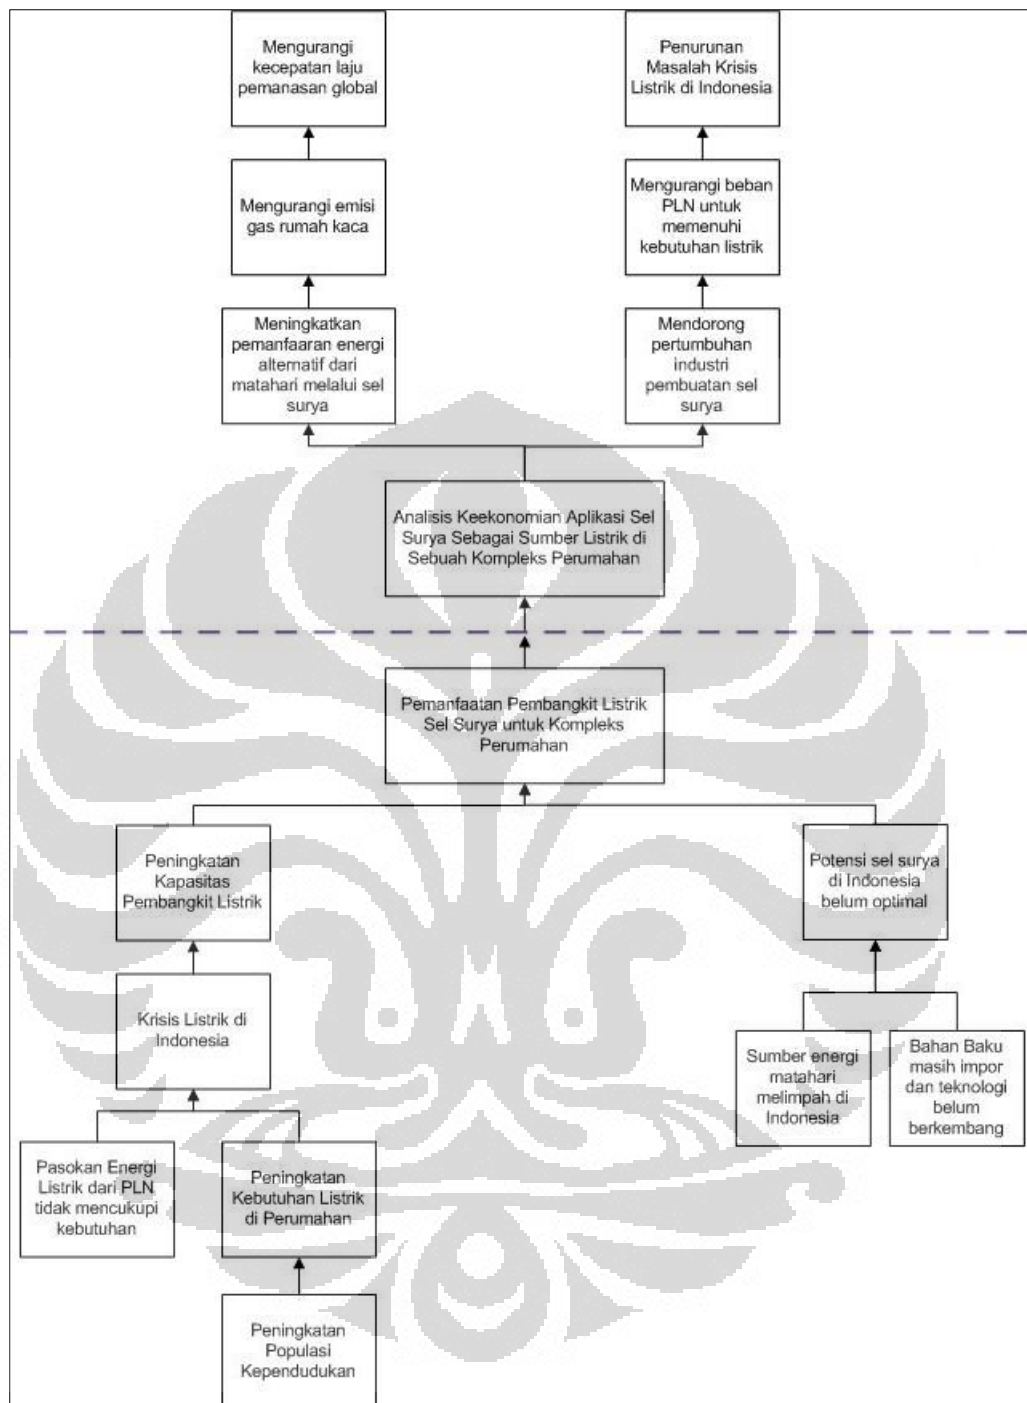 Mengurangi
kecepatan laju
pemanasan global
Penurunan
Masalah Krisis
Listrik di Indonesia
Mengurangi emisi
gas rumah kaca
Mengurangi beban
PLN untuk
memenuhi
kebutuhan listrik
Meningkatkan
pemanfaaran energi
alternatif dari
matahari melalui sel
surya
Mendorong
pertumbuhan
industri
pembuatan sel
surya
Analisis Keekonomian Aplikasi Sel
Surya Sebagai Sumber Listrik di
Sebuah Kompleks Perumahan
Pemanfaatan Pembangkit Listrik
Sel Surya untuk Kompleks
Perumahan
Peningkatan
Kapasitas
Pembangkit Listrik
Potensi sel surya
di Indonesia
belum optimal
Krisis Listrik di
Indonesia
Sumber energi
matahari
melimpah di
Indonesia
Bahan Baku
masih impor
dan teknologi
belum
berkembang
Pasokan Energi
Listrik dari PLN
tidak mencukupi
kebutuhan
Peningkatan
Kebutuhan Listrik
di Perumahan
Peningkatan
Populasi
Kependudukan